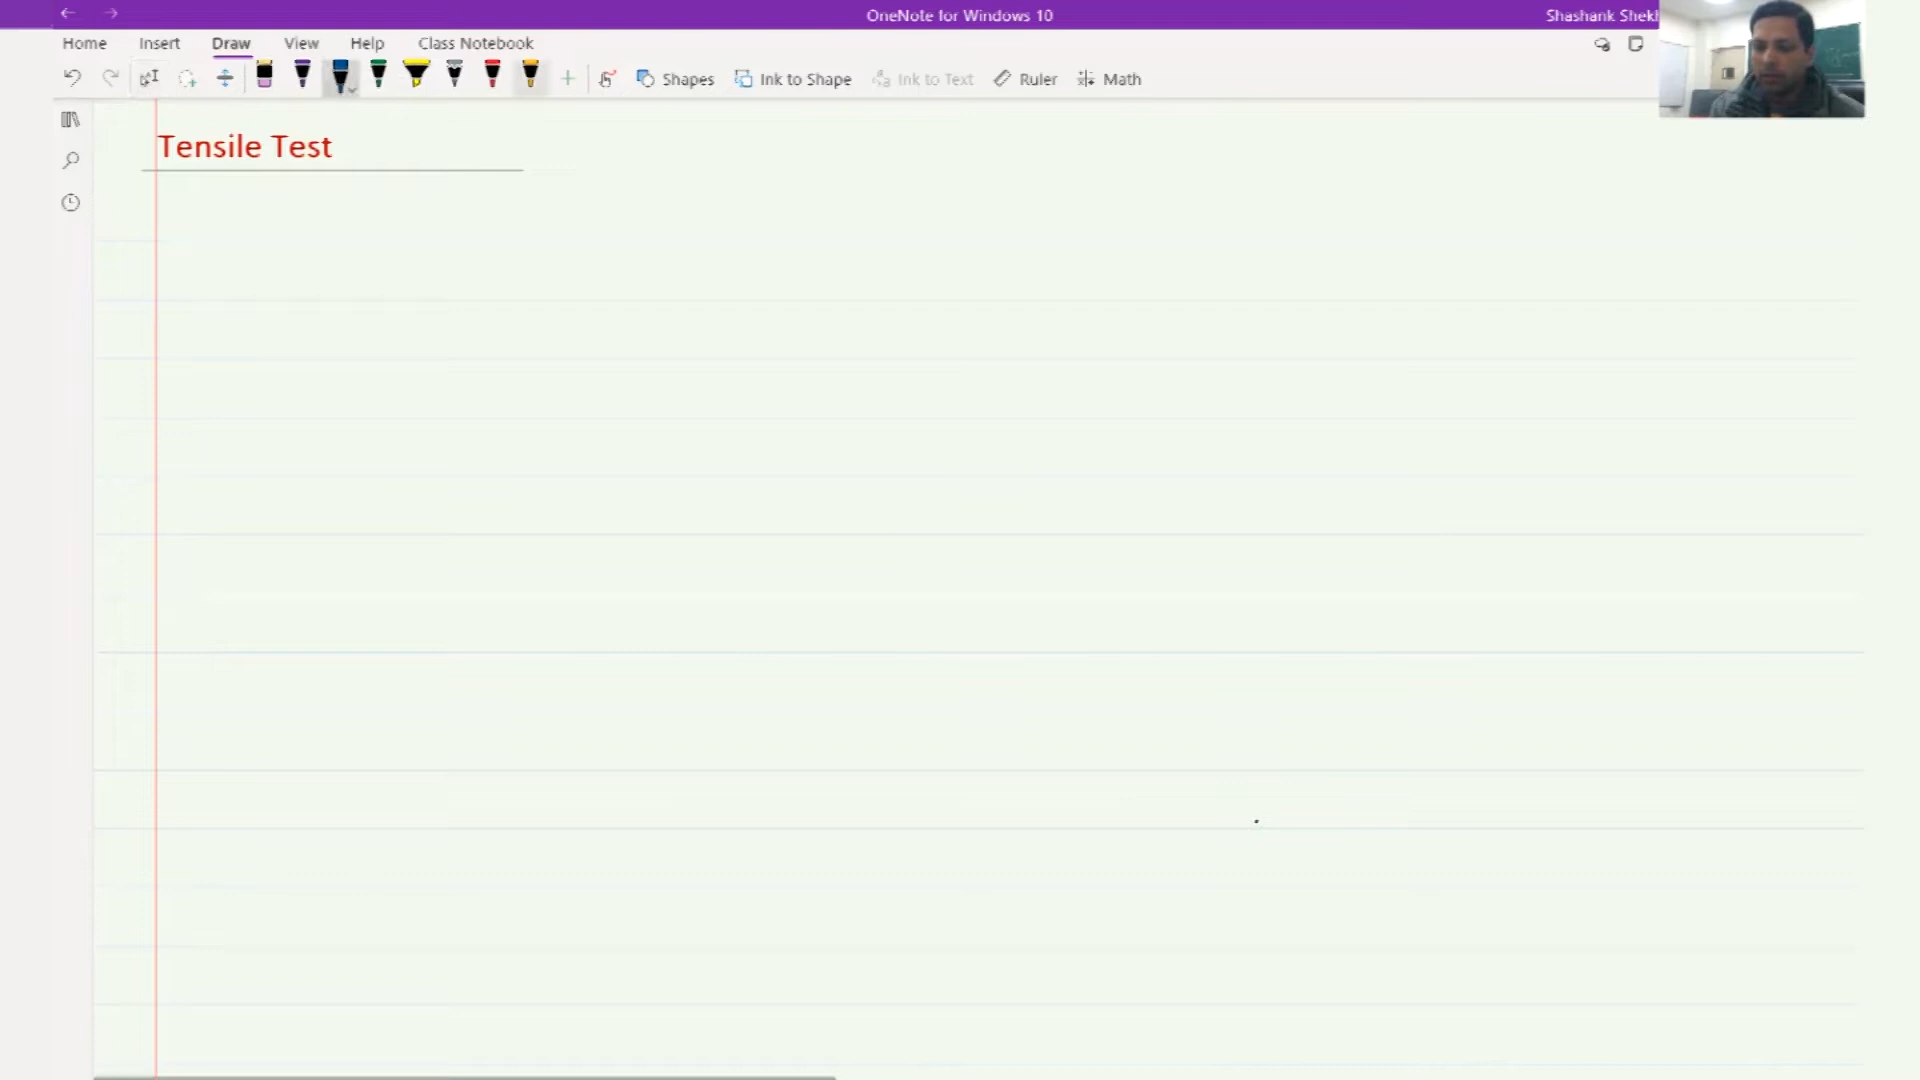 OneNote for Windows 10
Shashank Shekh
Home Insert Draw View Help Class Notebook
Shapes Ink to Shape Ink to Text Ruler Math
Tensile Test